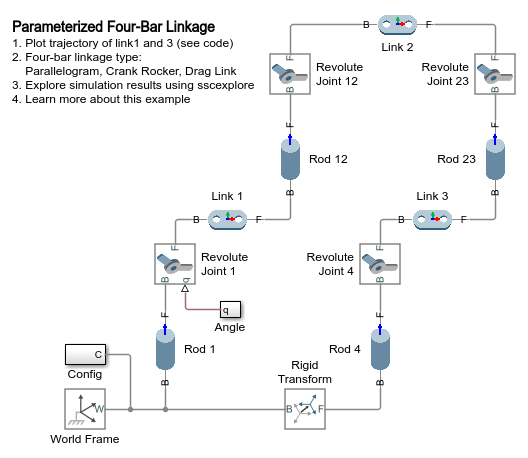 Parameterized Four-Bar Linkage
1. Plot trajectory of link1 and 3 (see code)
2. Four-bar linkage type:
Parallelogram, Crank Rocker, Drag Link
3. Explore simulation results using sscexplore
4. Learn more about this example
B
F
Link 2
F
Revolute
Joint 12
B
Revolute
Joint 23
F
B
F
Rod 12
B
F
Rod 23
B
Link 1
B
F
Link 3
B
F
F
Revolute
Joint 1
B
q
Revolute
Joint 4
F
B
q
Angle
F
Rod 1
B
F
Rod 4
B
C
Config
Rigid
Transform
B
F
W
World Frame